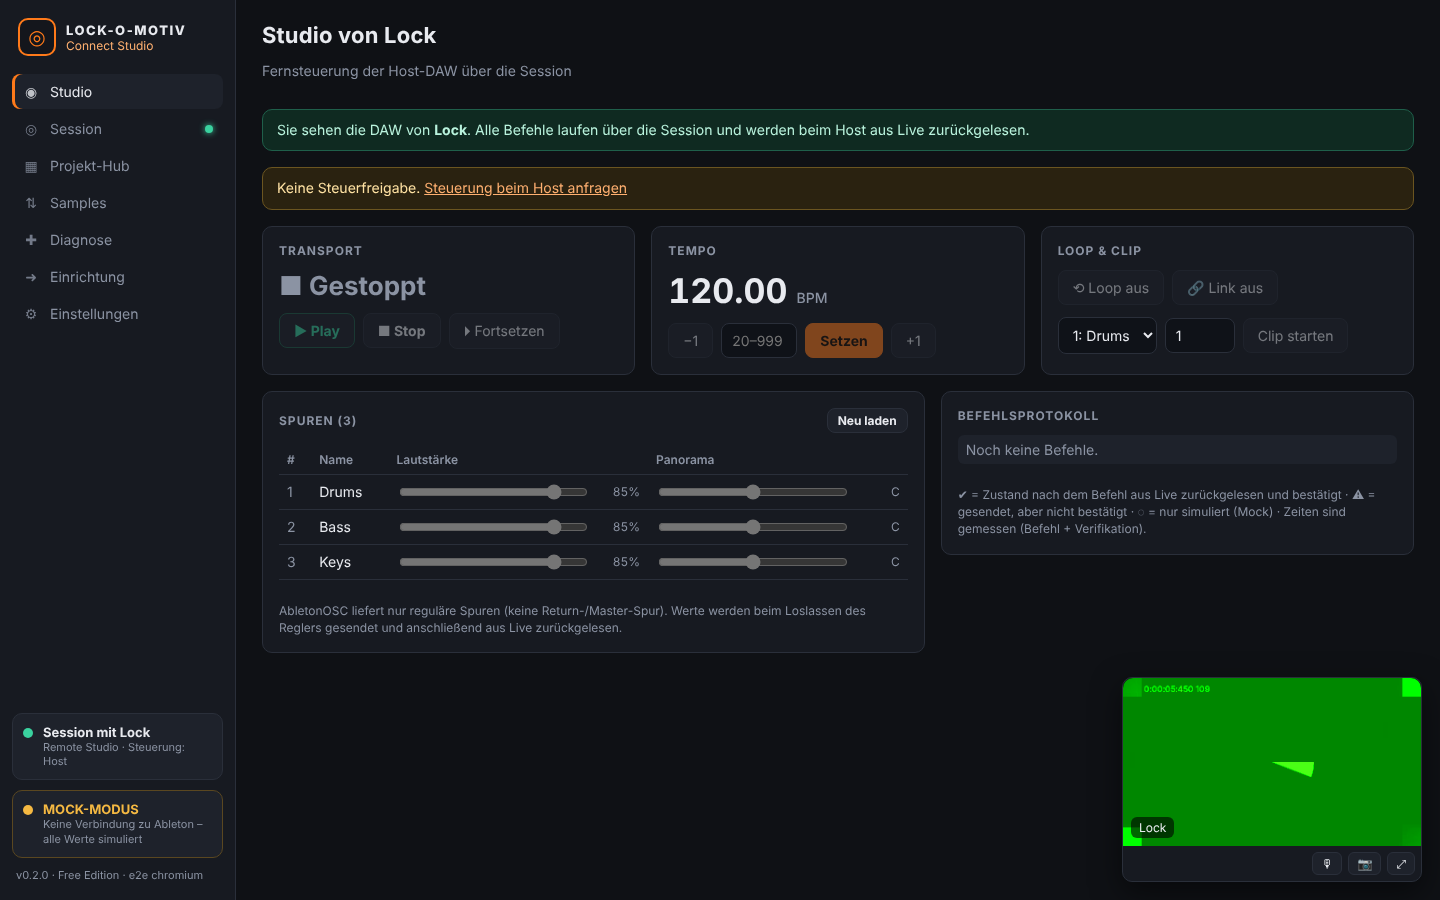 LOCK-O-MOTIV
Connect Studio
Studio
Session
Projekt-Hub
Samples
Diagnose
Einrichtung
Einstellungen
Session mit Lock
Remote Studio · Steuerung:
Host
MOCK-MODUS
Keine Verbindung zu Ableton –
alle Werte simuliert
v0.2.0 · Free Edition · e2e chromium
Studio von Lock
Fernsteuerung der Host-DAW über die Session
Sie sehen die DAW von Lock. Alle Befehle laufen über die Session und werden beim Host aus Live zurückgelesen.
Keine Steuerfreigabe. Steuerung beim Host anfragen
TRANSPORT
■ Gestoppt
▶ Play ■ Stop ⏵ Fortsetzen
TEMPO
120.00 BPM
−1 20–999 Setzen +1
LOOP & CLIP
⟲ Loop aus 🔗 Link aus
1: Drums 1 Clip starten
SPUREN (3) Neu laden
# Name Lautstärke Panorama
1 Drums 85% C
2 Bass 85% C
3 Keys 85% C
AbletonOSC liefert nur reguläre Spuren (keine Return-/Master-Spur). Werte werden beim Loslassen des
Reglers gesendet und anschließend aus Live zurückgelesen.
BEFEHLSPROTOKOLL
Noch keine Befehle.
✔ = Zustand nach dem Befehl aus Live zurückgelesen und bestätigt · ⚠ =
gesendet, aber nicht bestätigt · ◌ = nur simuliert (Mock) · Zeiten sind
gemessen (Befehl + Verifikation).
0:00:05:450 109
Lock